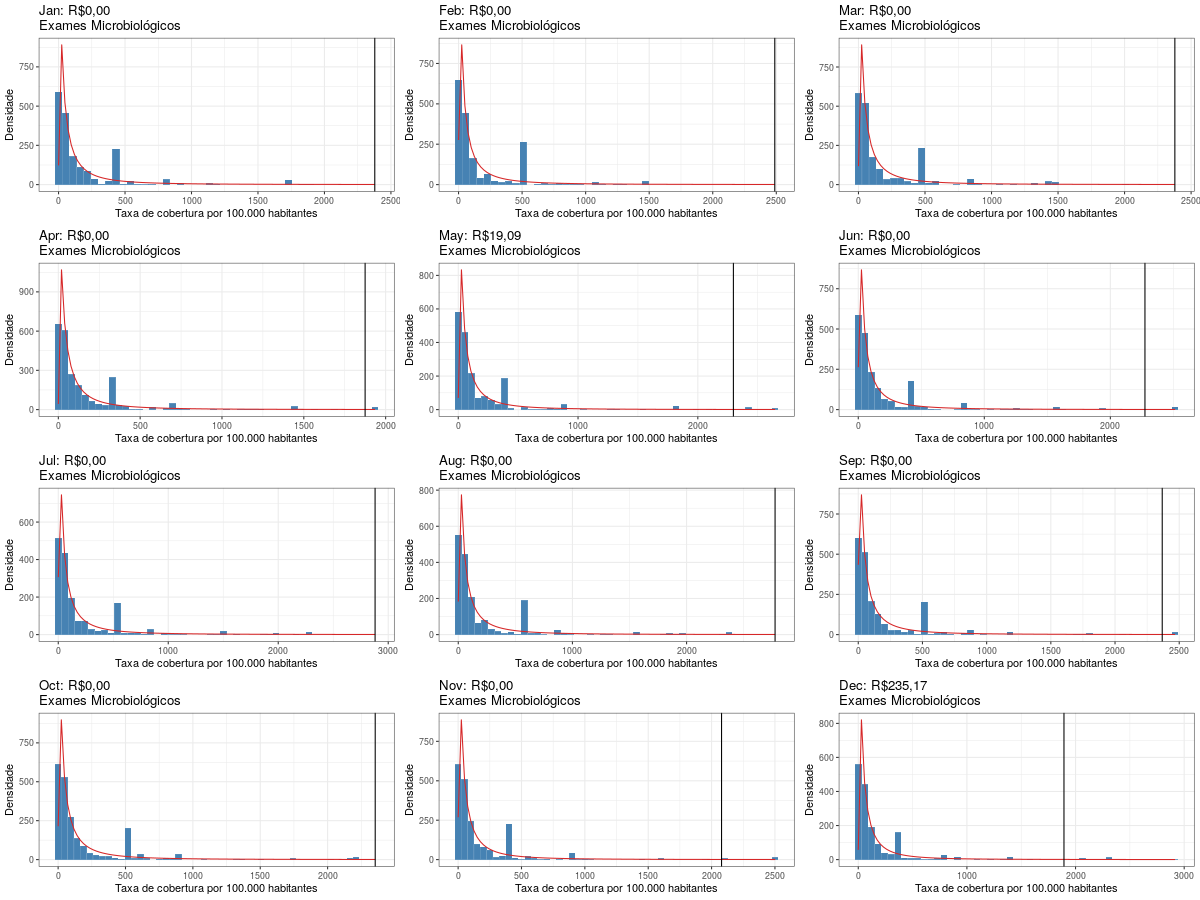 Jan: R$0,00
Exames Microbiológicos
Densidade
750
500
250
0
0
500
1000
1500
2000
2500
Taxa de cobertura por 100.000 habitantes
Feb: R$0,00
Exames Microbiológicos
Densidade
750
500
250
0
0
500
1000
1500
2000
2500
Taxa de cobertura por 100.000 habitantes
Mar: R$0,00
Exames Microbiológicos
Densidade
750
500
250
0
0
500
1000
1500
2000
2500
Taxa de cobertura por 100.000 habitantes
Apr: R$0,00
Exames Microbiológicos
Densidade
900
600
300
0
0
500
1000
1500
2000
Taxa de cobertura por 100.000 habitantes
May: R$19,09
Exames Microbiológicos
Densidade
800
600
400
200
0
0
1000
2000
Taxa de cobertura por 100.000 habitantes
Jun: R$0,00
Exames Microbiológicos
Densidade
750
500
250
0
0
1000
2000
Taxa de cobertura por 100.000 habitantes
Jul: R$0,00
Exames Microbiológicos
Densidade
600
400
200
0
0
1000
2000
3000
Taxa de cobertura por 100.000 habitantes
Aug: R$0,00
Exames Microbiológicos
Densidade
800
600
400
200
0
0
1000
2000
Taxa de cobertura por 100.000 habitantes
Sep: R$0,00
Exames Microbiológicos
Densidade
750
500
250
0
0
500
1000
1500
2000
2500
Taxa de cobertura por 100.000 habitantes
Oct: R$0,00
Exames Microbiológicos
Densidade
750
500
250
0
0
500
1000
1500
2000
Taxa de cobertura por 100.000 habitantes
Nov: R$0,00
Exames Microbiológicos
Densidade
750
500
250
0
0
500
1000
1500
2000
2500
Taxa de cobertura por 100.000 habitantes
Dec: R$235,17
Exames Microbiológicos
Densidade
800
600
400
200
0
0
1000
2000
3000
Taxa de cobertura por 100.000 habitantes